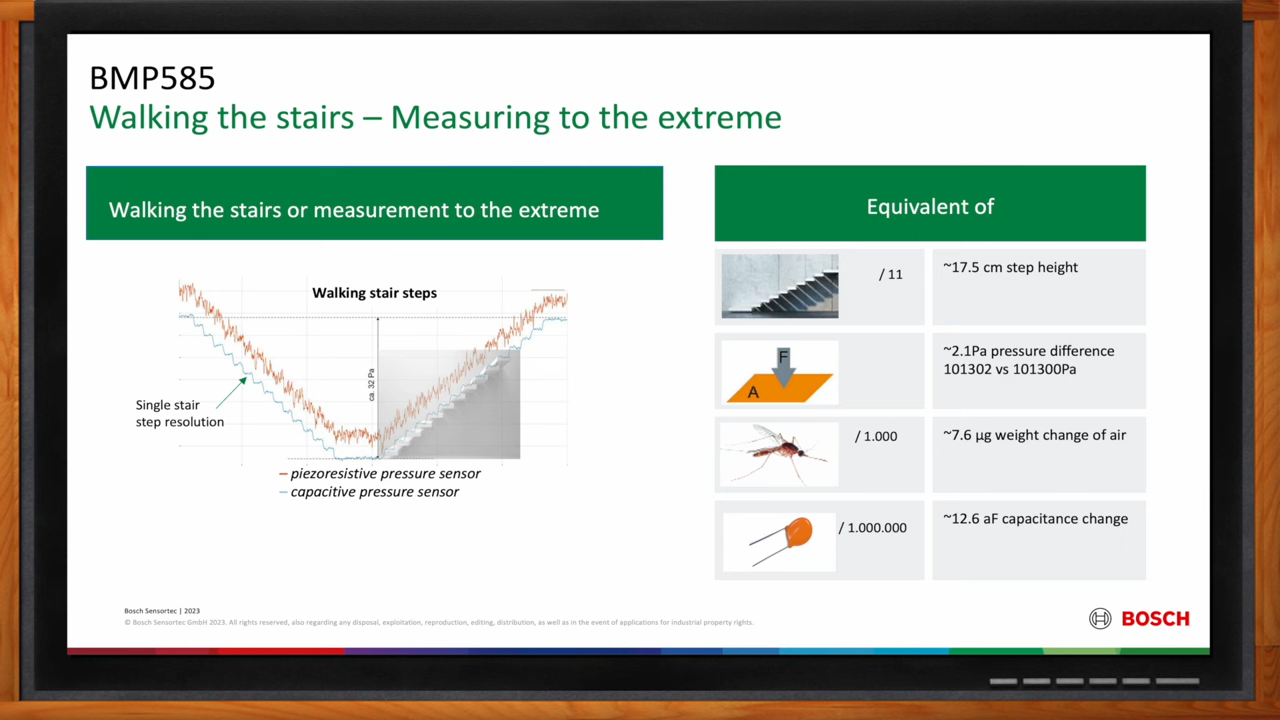 BMP585
Walking the stairs – Measuring to the extreme
Walking the stairs or measurement to the extreme
Walking stair steps
ca. 32 Pa
Single stair
step resolution
piezoresistive pressure sensor
capacitive pressure sensor
Equivalent of
/ 11
~17.5 cm step height
F
A
~2.1Pa pressure difference
101302 vs 101300Pa
/ 1.000
~7.6 µg weight change of air
/ 1.000.000
~12.6 aF capacitance change
Bosch Sensortec | 2023
© Bosch Sensortec GmbH 2023. All rights reserved, also regarding any disposal, exploitation, reproduction, editing, distribution, as well as in the event of applications for industrial property rights.
BOSCH